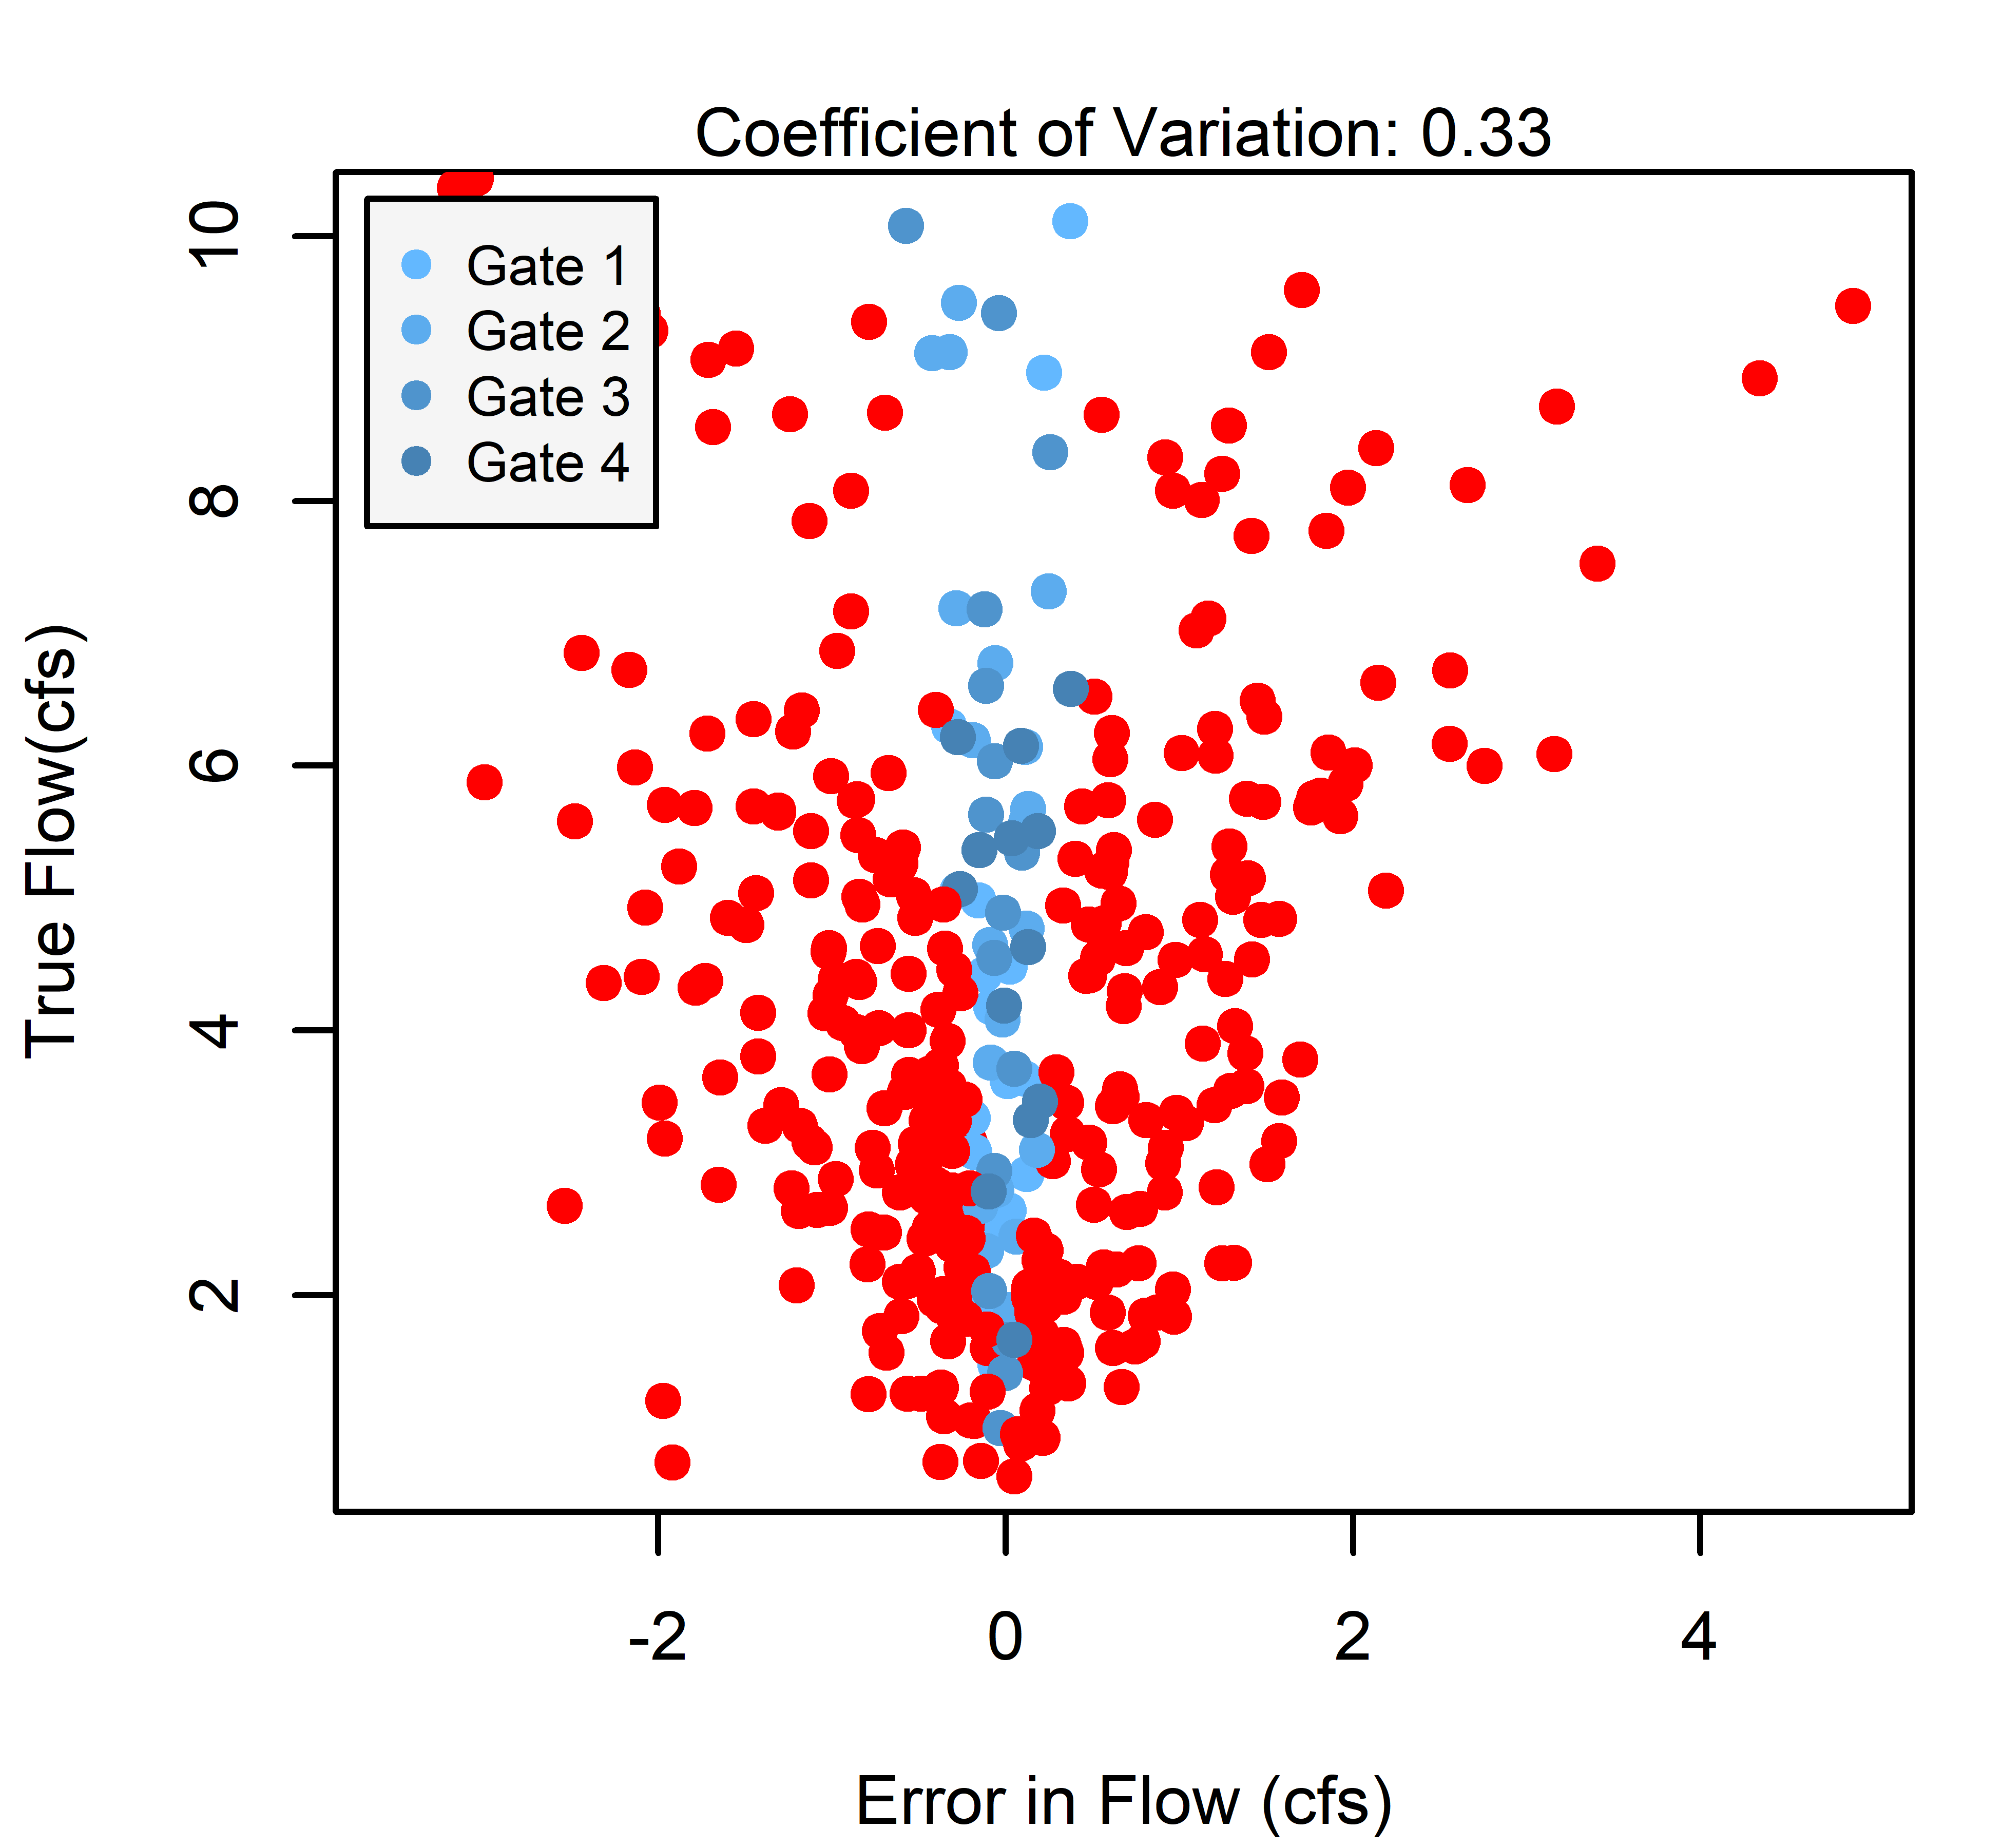 Coefficient of Variation: 0.33
10
8
6
4
2
True Flow(cfs)
Gate 1
Gate 2
Gate 3
Gate 4
-2 0 2 4
Error in Flow (cfs)